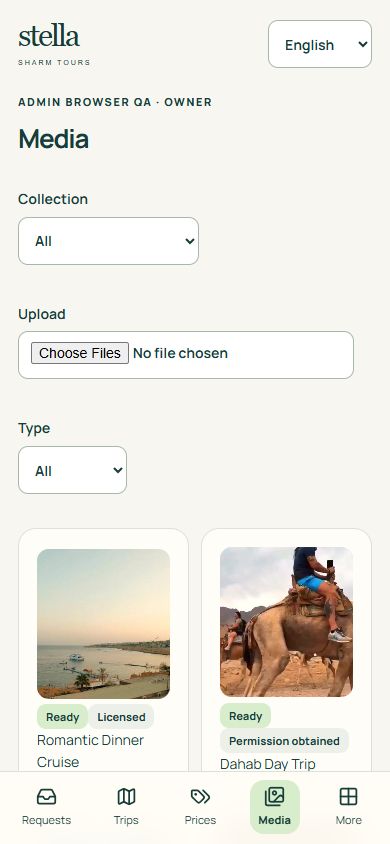 stella
English
SHARM TOURS
ADMIN BROWSER QA · OWNER
Media
Collection
All
Upload
Choose Files No file chosen
Type
All
Ready Licensed
Romantic Dinner
Cruise
Ready
Permission obtained
Dahab Day Trip
Requests Trips Prices Media More